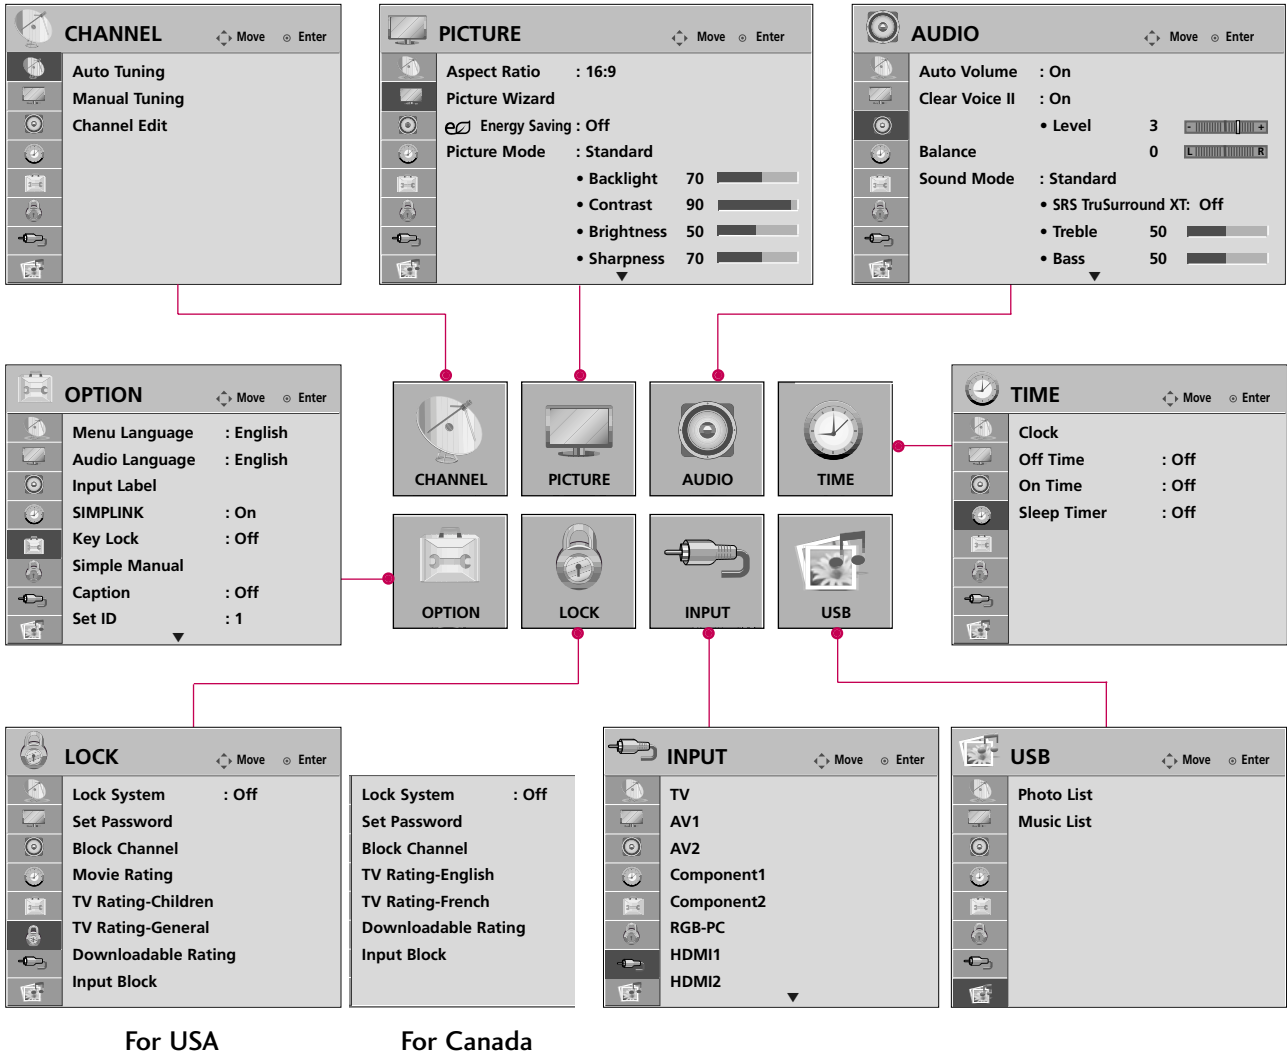 CHANNEL Move Enter
Auto Tuning
Manual Tuning
Channel Edit
PICTURE Move Enter
Aspect Ratio : 16:9
Picture Wizard
Energy Saving : Off
Picture Mode : Standard
• Backlight 70
• Contrast 90
• Brightness 50
• Sharpness 70
▼
AUDIO Move Enter
Auto Volume : On
Clear Voice II : On
• Level 3 - +
Balance 0 L R
Sound Mode : Standard
• SRS TruSurround XT: Off
• Treble 50
• Bass 50
▼
OPTION Move Enter
Menu Language : English
Audio Language : English
Input Label
SIMPLINK : On
Key Lock : Off
Simple Manual
Caption : Off
Set ID : 1
▼
CHANNEL
PICTURE
AUDIO
TIME
OPTION
LOCK
INPUT
USB
TIME Move Enter
Clock
Off Time : Off
On Time : Off
Sleep Timer : Off
LOCK Move Enter
Lock System : Off
Set Password
Block Channel
Movie Rating
TV Rating-Children
TV Rating-General
Downloadable Rating
Input Block
For USA
Lock System : Off
Set Password
Block Channel
TV Rating-English
TV Rating-French
Downloadable Rating
Input Block
For Canada
INPUT Move Enter
TV
AV1
AV2
Component1
Component2
RGB-PC
HDMI1
HDMI2
▼
USB Move Enter
Photo List
Music List